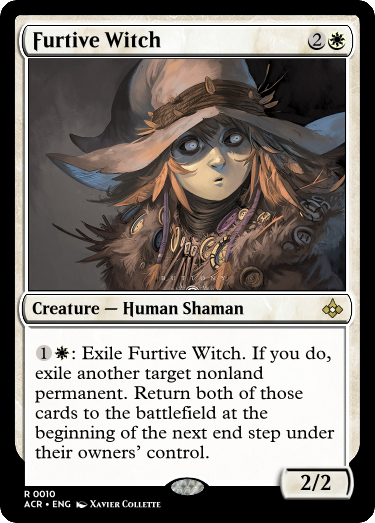 Furtive Witch 2
BUTTONY
Creature — Human Shaman
1 : Exile Furtive Witch. If you do,
exile another target nonland
permanent. Return both of those
cards to the battlefield at the
beginning of the next end step under
their owners' control.
2/2
R 0010
ACR • ENG Xavier Collette